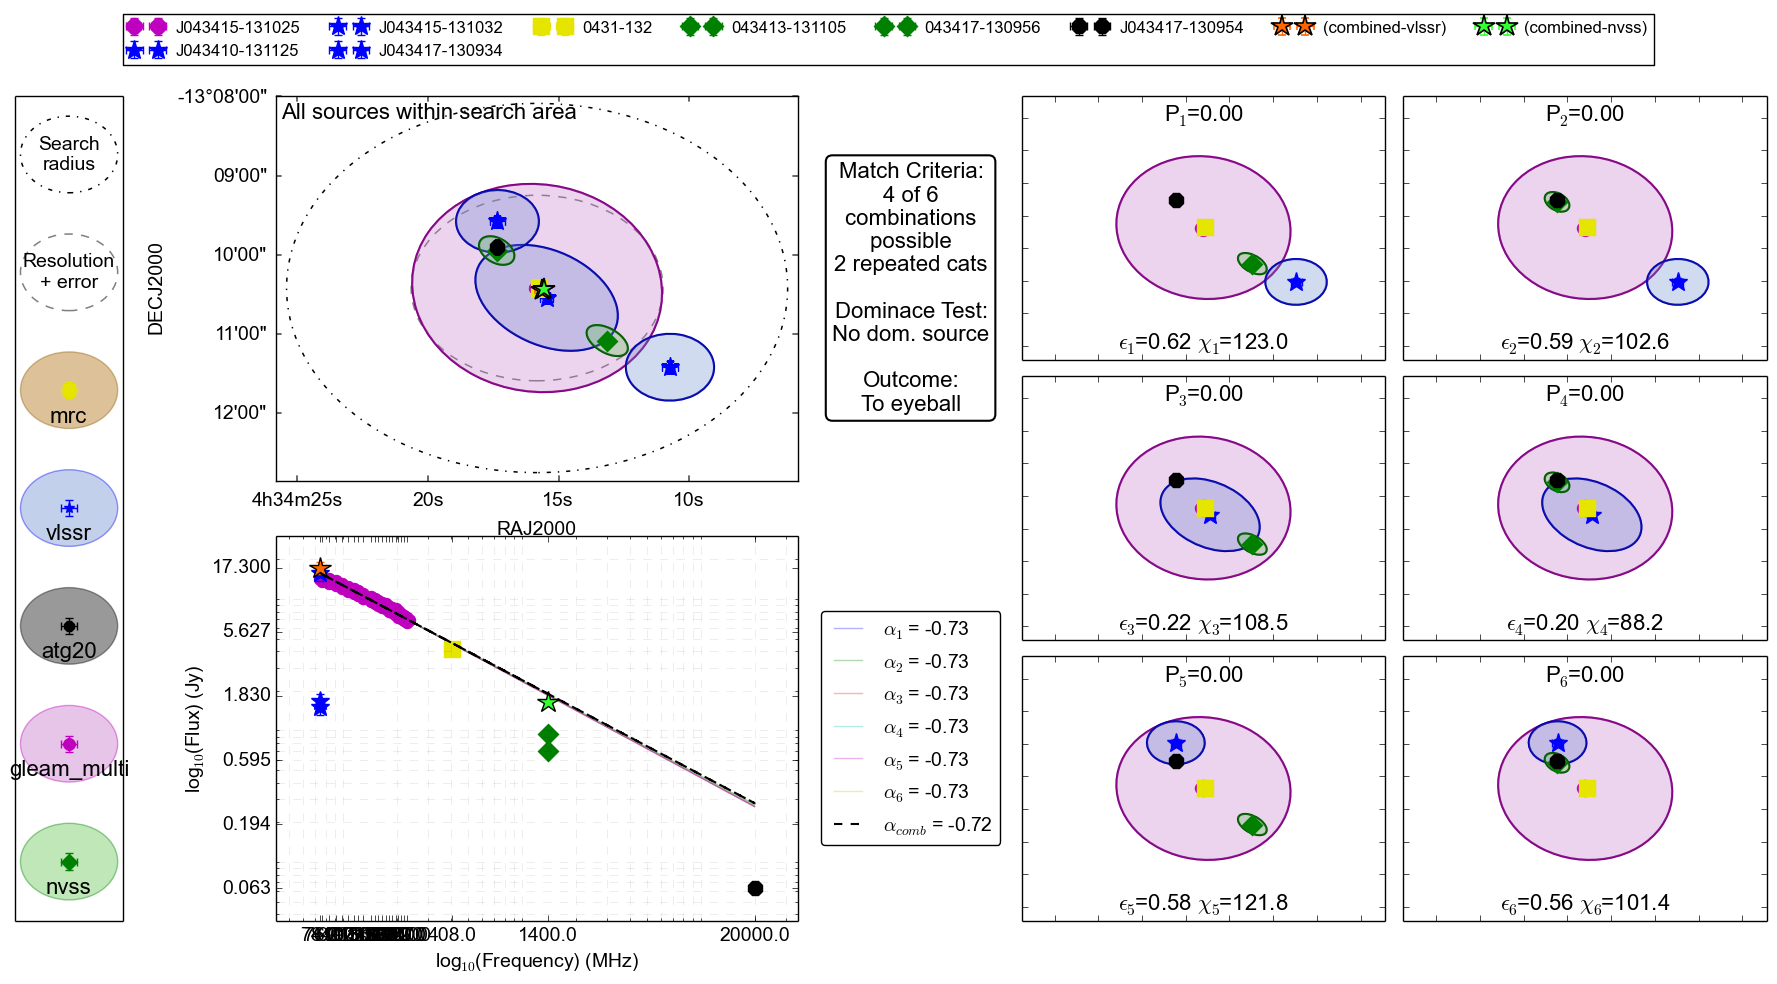 J043415-131025 J043415-131032 0431-132 043413-131105 043417-130956 J043417-130954 (combined-vlssr) (combined-nvss)
J043410-131125 J043417-130934
Search
radius
Resolution
+ error
mrc
vlssr
atg20
gleam_multi
nvss
All sources within search area
-13°08'00"
09'00"
10'00"
11'00"
12'00"
DECJ2000
4h34m25s 20s 15s 10s
RAJ2000
Match Criteria:
4 of 6
combinations
possible
2 repeated cats
Dominace Test:
No dom. source
Outcome:
To eyeball
17.300
5.627
1.830
0.595
0.194
0.063
log10(Flux) (Jy)
408.0 1400.0 20000.0
log10(Frequency) (MHz)
α1 = -0.73
α2 = -0.73
α3 = -0.73
α4 = -0.73
α5 = -0.73
α6 = -0.73
αcomb = -0.72
P1=0.00
ϵ1=0.62 χ1=123.0
P2=0.00
ϵ2=0.59 χ2=102.6
P3=0.00
ϵ3=0.22 χ3=108.5
P4=0.00
ϵ4=0.20 χ4=88.2
P5=0.00
ϵ5=0.58 χ5=121.8
P6=0.00
ϵ6=0.56 χ6=101.4